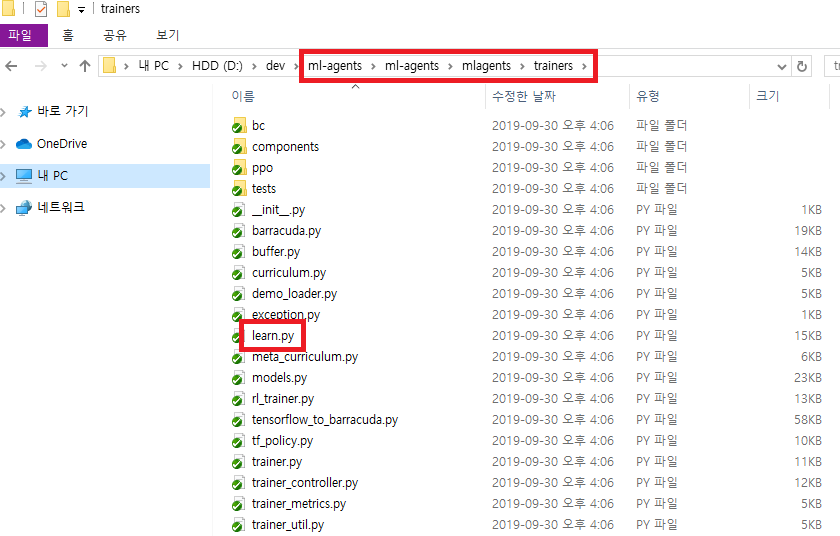 trainers
파일 홈 공유 보기
내 PC HDD (D:) dev ml-agents ml-agents mlagents trainers
이름 수정한 날짜 유형 크기
바로 가기
OneDrive
내 PC
네트워크
bc 2019-09-30 오후 4:06 파일 폴더
components 2019-09-30 오후 4:06 파일 폴더
ppo 2019-09-30 오후 4:06 파일 폴더
tests 2019-09-30 오후 4:06 파일 폴더
__init__.py 2019-09-30 오후 4:06 PY 파일 1KB
barracuda.py 2019-09-30 오후 4:06 PY 파일 19KB
buffer.py 2019-09-30 오후 4:06 PY 파일 14KB
curriculum.py 2019-09-30 오후 4:06 PY 파일 5KB
demo_loader.py 2019-09-30 오후 4:06 PY 파일 5KB
exception.py 2019-09-30 오후 4:06 PY 파일 1KB
learn.py 2019-09-30 오후 4:06 PY 파일 15KB
meta_curriculum.py 2019-09-30 오후 4:06 PY 파일 6KB
models.py 2019-09-30 오후 4:06 PY 파일 23KB
rl_trainer.py 2019-09-30 오후 4:06 PY 파일 13KB
tensorflow_to_barracuda.py 2019-09-30 오후 4:06 PY 파일 58KB
tf_policy.py 2019-09-30 오후 4:06 PY 파일 10KB
trainer.py 2019-09-30 오후 4:06 PY 파일 11KB
trainer_controller.py 2019-09-30 오후 4:06 PY 파일 12KB
trainer_metrics.py 2019-09-30 오후 4:06 PY 파일 5KB
trainer_util.py 2019-09-30 오후 4:06 PY 파일 5KB